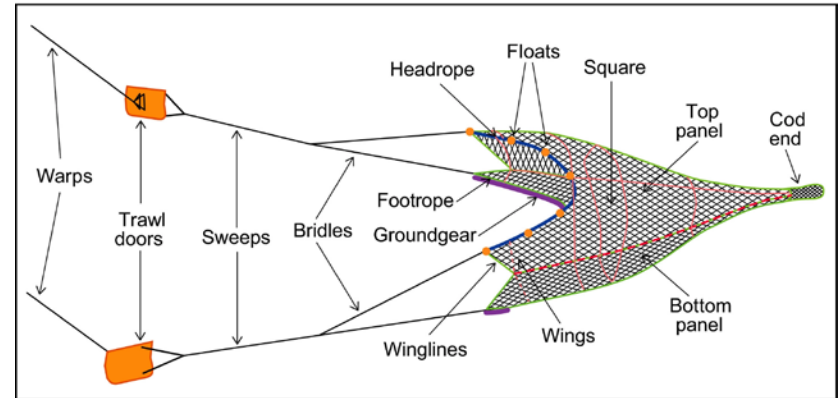 Floats
Headrope
Square
Top
panel
Cod
end
Warps
Trawl
doors
Sweeps
Bridles
Footrope
Groundgear
Winglines
Wings
Bottom
panel